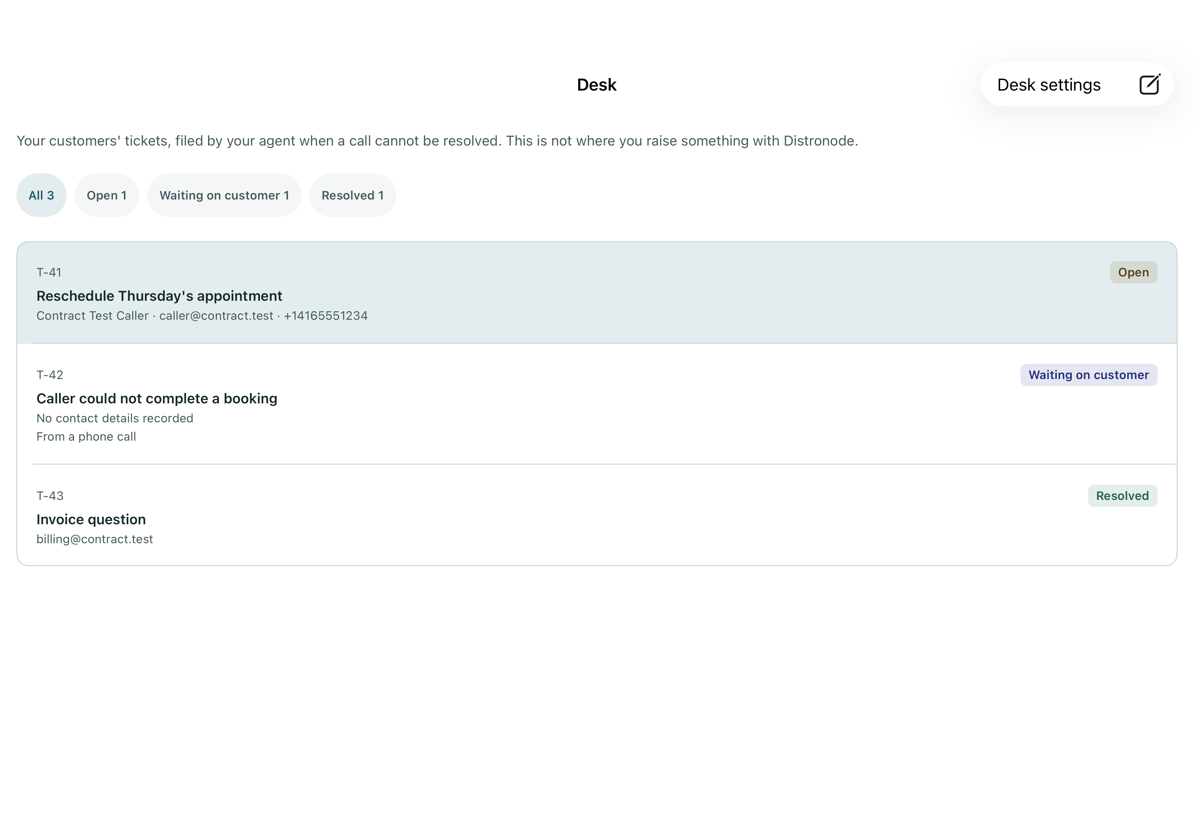 Desk
Desk settings
Your customers' tickets, filed by your agent when a call cannot be resolved. This is not where you raise something with Distronode.
All 3
Open 1
Waiting on customer 1
Resolved 1
T-41
Open
Reschedule Thursday's appointment
Contract Test Caller · caller@contract.test · +14165551234
T-42
Waiting on customer
Caller could not complete a booking
No contact details recorded
From a phone call
T-43
Resolved
Invoice question
billing@contract.test